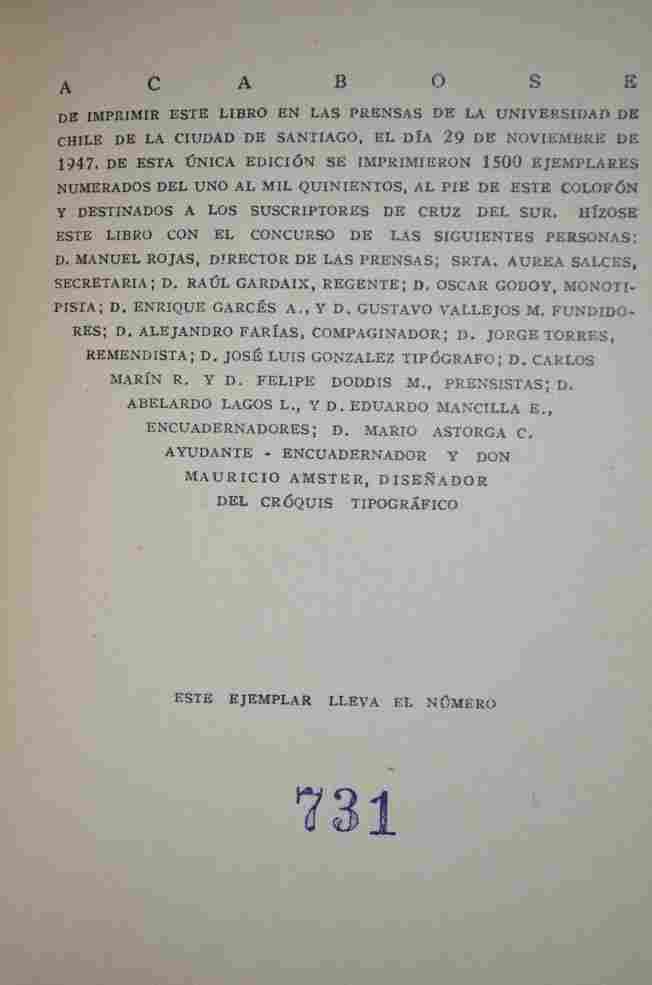 A C A B O S E
DE IMPRIMIR ESTE LIBRO EN LAS PRENSAS DE LA UNIVERSIDAD DE
CHILE DE LA CIUDAD DE SANTIAGO, EL DÍA 29 DE NOVIEMBRE DE
1947. DE ESTA ÚNICA EDICIÓN SE IMPRIMIERON 1500 EJEMPLARES
NUMERADOS DEL UNO AL MIL QUINIENTOS, AL PIE DE ESTE COLOFÓN
Y DESTINADOS A LOS SUSCRIPTORES DE CRUZ DEL SUR. HÍZOSE
ESTE LIBRO CON EL CONCURSO DE LAS SIGUIENTES PERSONAS:
D. MANUEL ROJAS, DIRECTOR DE LAS PRENSAS; SRTA. AUREA SALCES,
SECRETARIA; D. RAÚL GARDAIX, REGENTE; D. OSCAR GODOY, MONOTI-
PISTA; D. ENRIQUE GARCÉS A., Y D. GUSTAVO VALLEJOS M. FUNDIDO-
RES; D. ALEJANDRO FARÍAS, COMPAGINADOR; D. JORGE TORRES,
REMENDISTA; D. JOSÉ LUIS GONZALEZ TIPÓGRAFO; D. CARLOS
MARÍN R. Y D. FELIPE DODDIS M., PRENSISTAS; D.
ABELARDO LAGOS L., Y D. EDUARDO MANCILLA E.,
ENCUADERNADORES; D. MARIO ASTORGA C.
AYUDANTE - ENCUADERNADOR Y DON
MAURICIO AMSTER, DISEÑADOR
DEL CRÓQUIS TIPOGRÁFICO
ESTE EJEMPLAR LLEVA EL NÚMERO
731